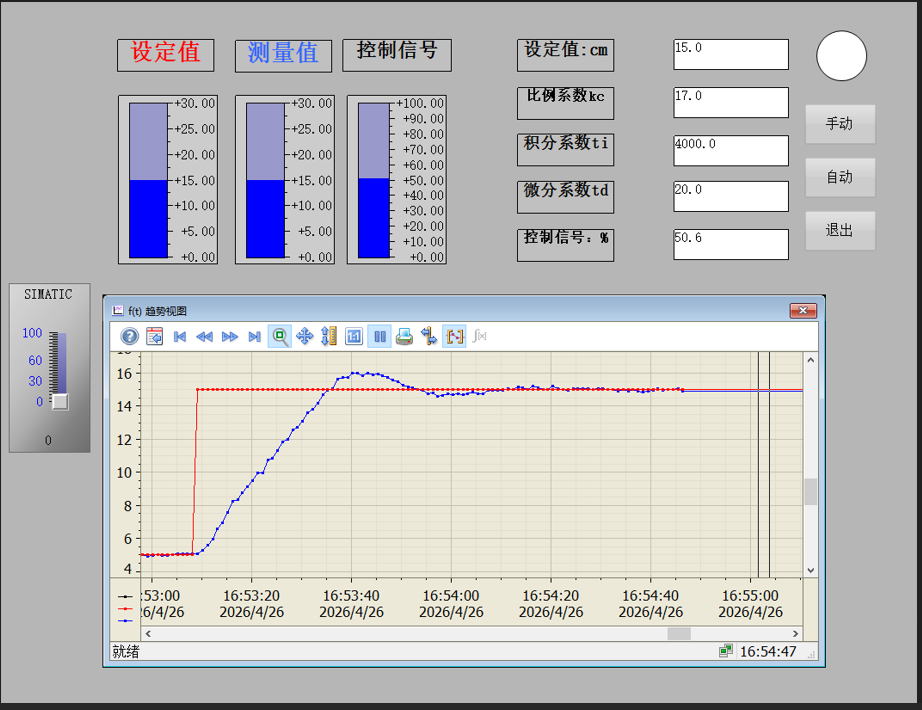 设定值
测量值
控制信号
设定值:cm
15.0
比例系数kc
17.0
手动
积分系数ti
4000.0
自动
微分系数td
20.0
退出
控制信号：%
50.6
+30.00
+25.00
+20.00
+15.00
+10.00
+5.00
+0.00
+30.00
+25.00
+20.00
+15.00
+10.00
+5.00
+0.00
+100.00
+90.00
+80.00
+70.00
+60.00
+50.00
+40.00
+30.00
+20.00
+10.00
+0.00
SIMATIC
100
60
30
0
0
f(t) 趋势视图
16
14
12
10
8
6
4
:53:00 16:53:20 16:53:40 16:54:00 16:54:20 16:54:40 16:55:00
6/4/26 2026/4/26 2026/4/26 2026/4/26 2026/4/26 2026/4/26 2026/4/26
就绪
16:54:47